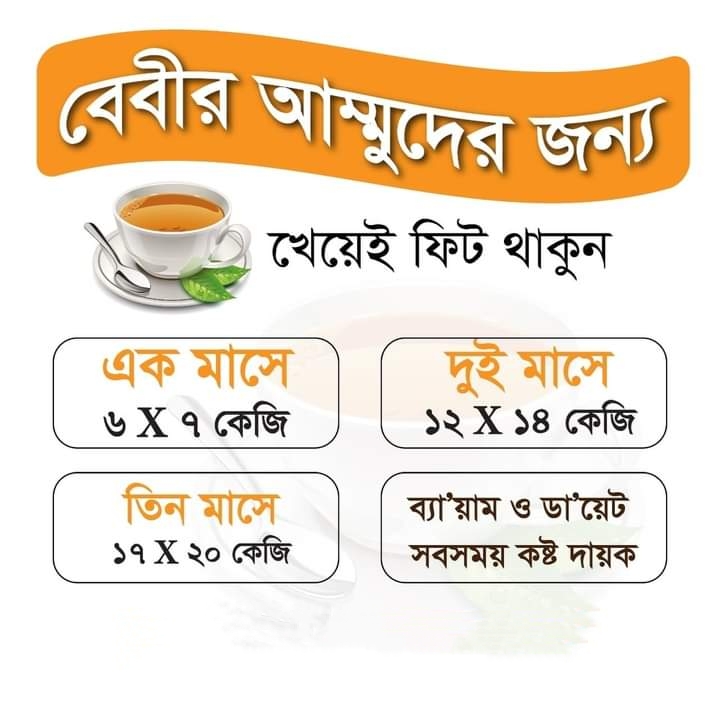 বেবীর আম্মুদের জন্য
খেয়েই ফিট থাকুন
এক মাসে
৬ X ৭ কেজি
দুই মাসে
১২ X ১৪ কেজি
তিন মাসে
১৭ X ২০ কেজি
ব্যা'য়াম ও ডা'য়েট
সবসময় কষ্ট দায়ক